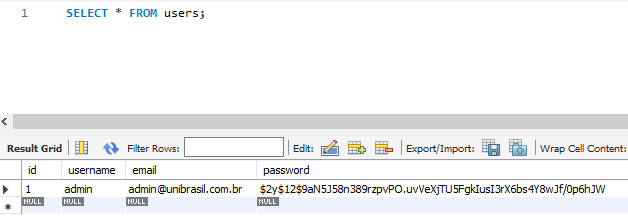 1 SELECT * FROM users;
Result Grid Filter Rows: Edit: Export/Import: Wrap Cell Content:
id username email password
1 admin admin@unibrasil.com.br $2y$12$9aN5J58n389rzpvPO.uvVeXjTU5FgkIusI3rX6bs4Y8wJf/0p6hJW
NULL NULL NULL NULL